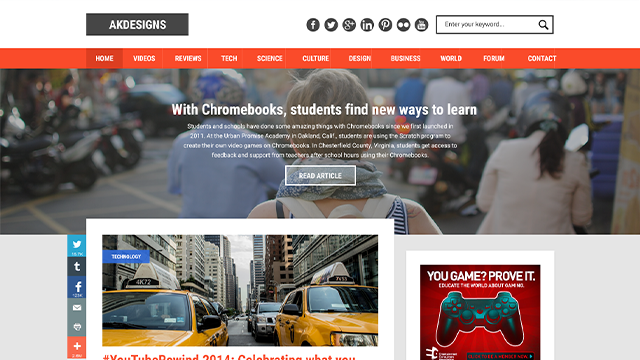 AKDESIGNS
Enter your keyword...
HOME VIDEOS REVIEWS TECH SCIENCE CULTURE DESIGN BUSINESS WORLD FORUM CONTACT
With Chromebooks, students find new ways to learn
Students and schools have done some amazing things with Chromebooks since we first launched in
2011. At the Urban Promise Academy in Oakland, Calif., students are using the Scratch program to
create their own video games on Chromebooks. In Chesterfield County, Virginia, students get access to
feedback and support from teachers after school hours using their Chromebooks.
READ ARTICLE
TECHNOLOGY
4K72
#YouTubeRewind 2014: Celebrating what you
YOU GAME? PROVE IT.
EDUCATE THE WORLD ABOUT GAMING.